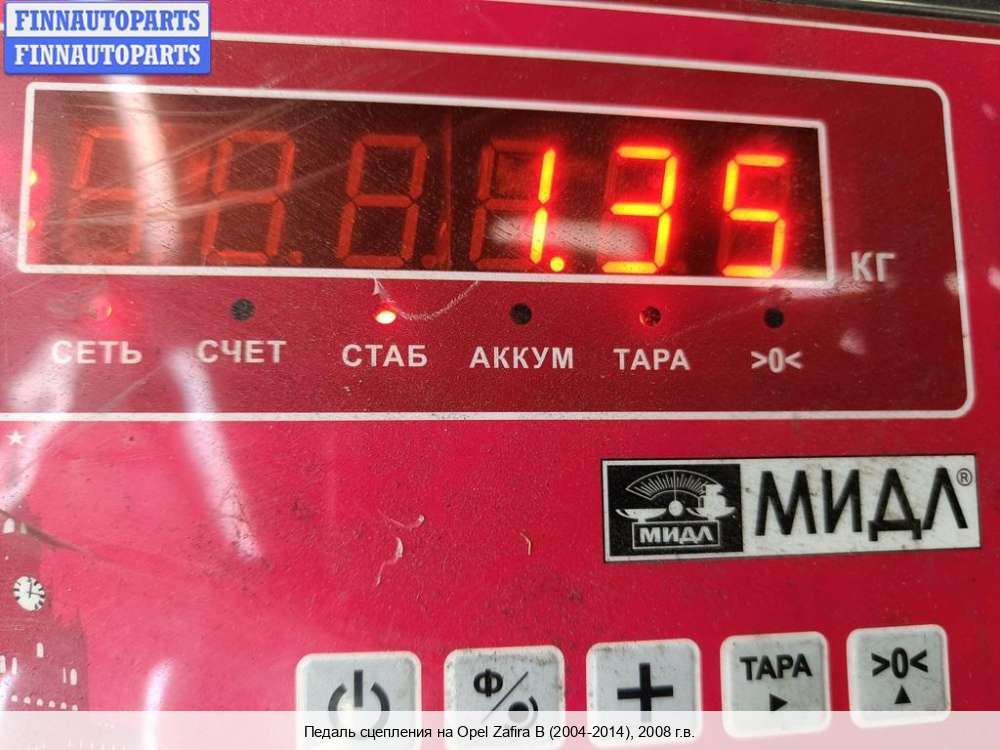 FINNAUTOPARTS
FINNAUTOPARTS
1.35
КГ
СЕТЬ СЧЕТ СТАБ АККУМ ТАРА >0<
МИДЛ МИДЛ®
Ф + ТАРА >0<
Педаль сцепления на Opel Zafira B (2004-2014), 2008 г.в.